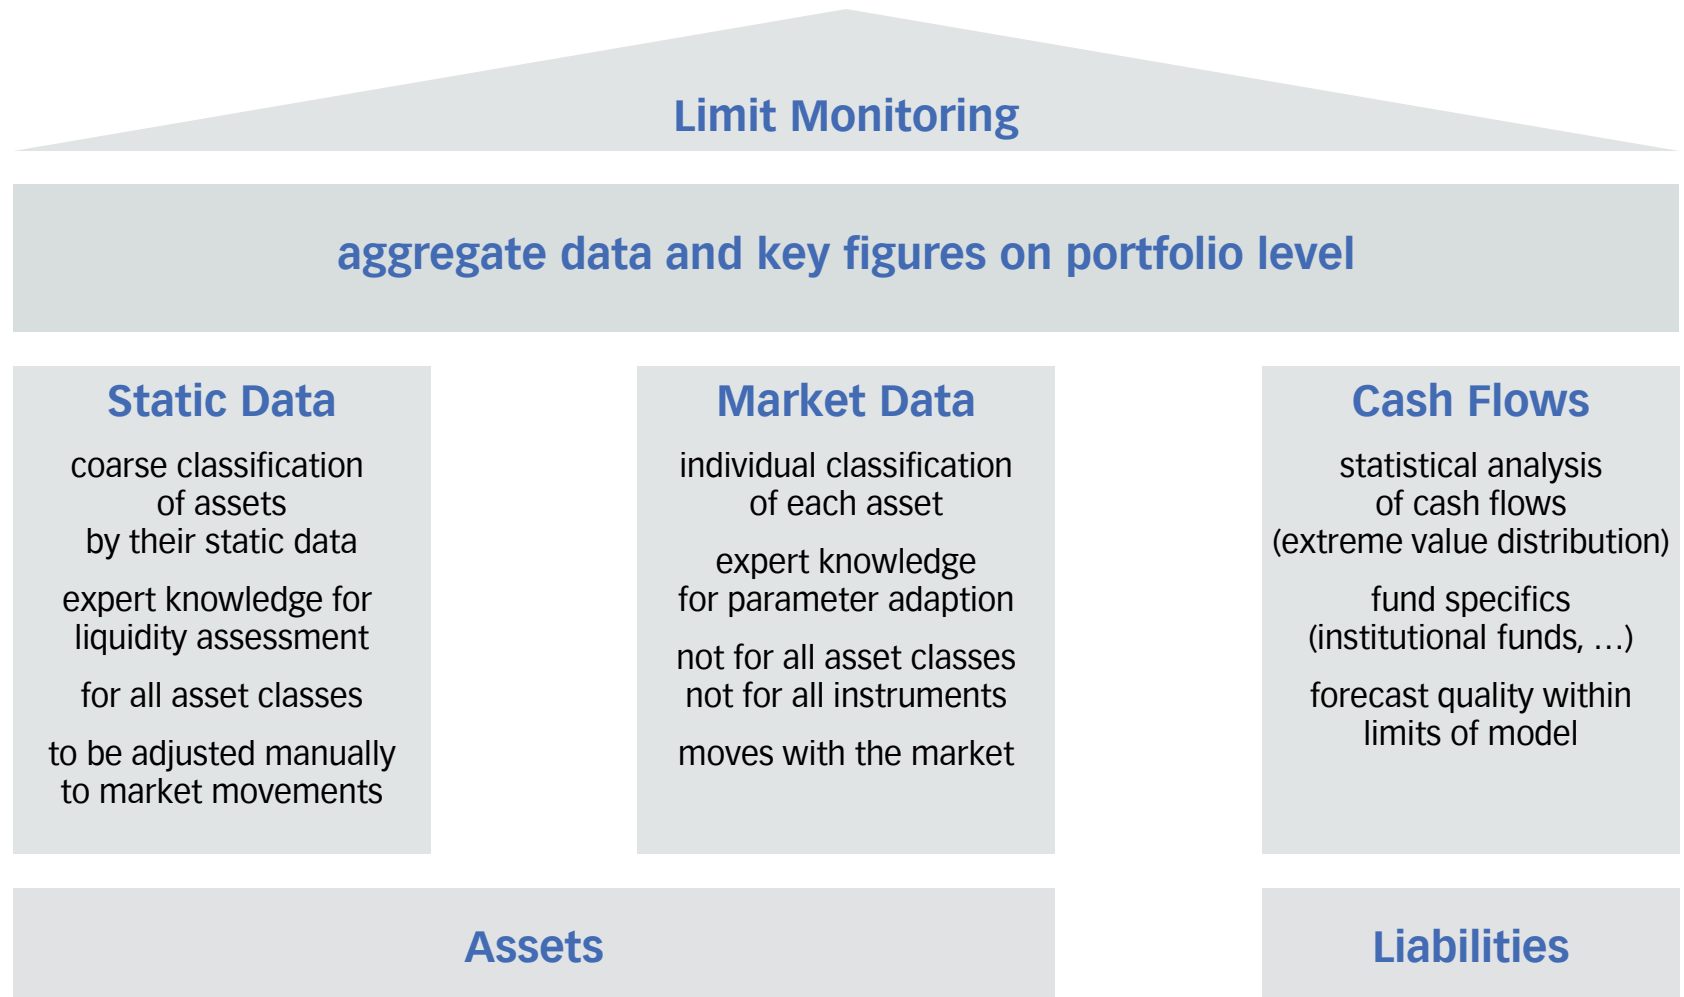 Limit Monitoring
aggregate data and key figures on portfolio level
Static Data
coarse classification
of assets
by their static data
expert knowledge for
liquidity assessment
for all asset classes
to be adjusted manually
to market movements
Market Data
individual classification
of each asset
expert knowledge
for parameter adaption
not for all asset classes
not for all instruments
moves with the market
Cash Flows
statistical analysis
of cash flows
(extreme value distribution)
fund specifics
(institutional funds, …)
forecast quality within
limits of model
Assets
Liabilities